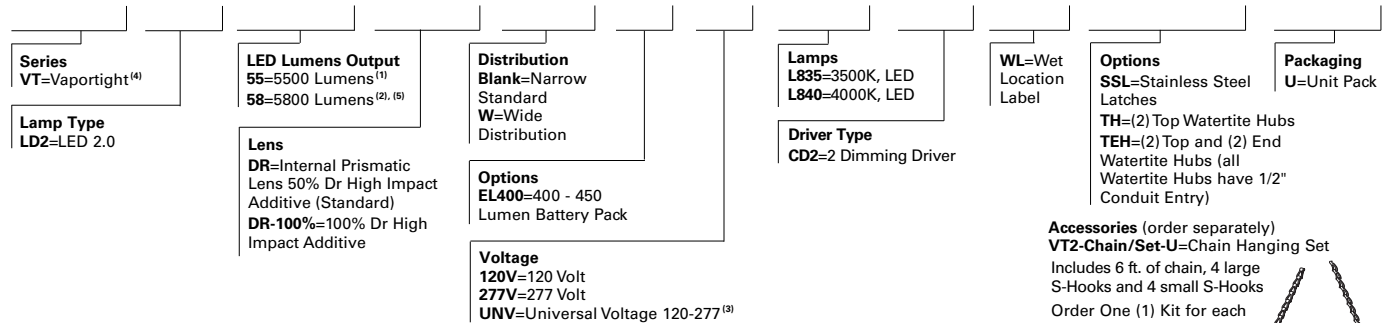 Series
VT=Vaportight(4)
Lamp Type
LD2=LED 2.0
LED Lumens Output
55=5500 Lumens(1)
58=5800 Lumens(2), (5)
Lens
DR=Internal Prismatic
Lens 50% Dr High Impact
Additive (Standard)
DR-100%=100% Dr High
Impact Additive
Distribution
Blank=Narrow
Standard
W=Wide
Distribution
Options
EL400=400 - 450
Lumen Battery Pack
Voltage
120V=120 Volt
277V=277 Volt
UNV=Universal Voltage 120-277(3)
Lamps
L835=3500K, LED
L840=4000K, LED
Driver Type
CD2=2 Dimming Driver
WL=Wet
Location
Label
Options
SSL=Stainless Steel
Latches
TH=(2) Top Watertite Hubs
TEH=(2) Top and (2) End
Watertite Hubs (all
Watertite Hubs have 1/2"
Conduit Entry)
Packaging
U=Unit Pack
Accessories (order separately)
VT2-Chain/Set-U=Chain Hanging Set
Includes 6 ft. of chain, 4 large
S-Hooks and 4 small S-Hooks
Order One (1) Kit for each